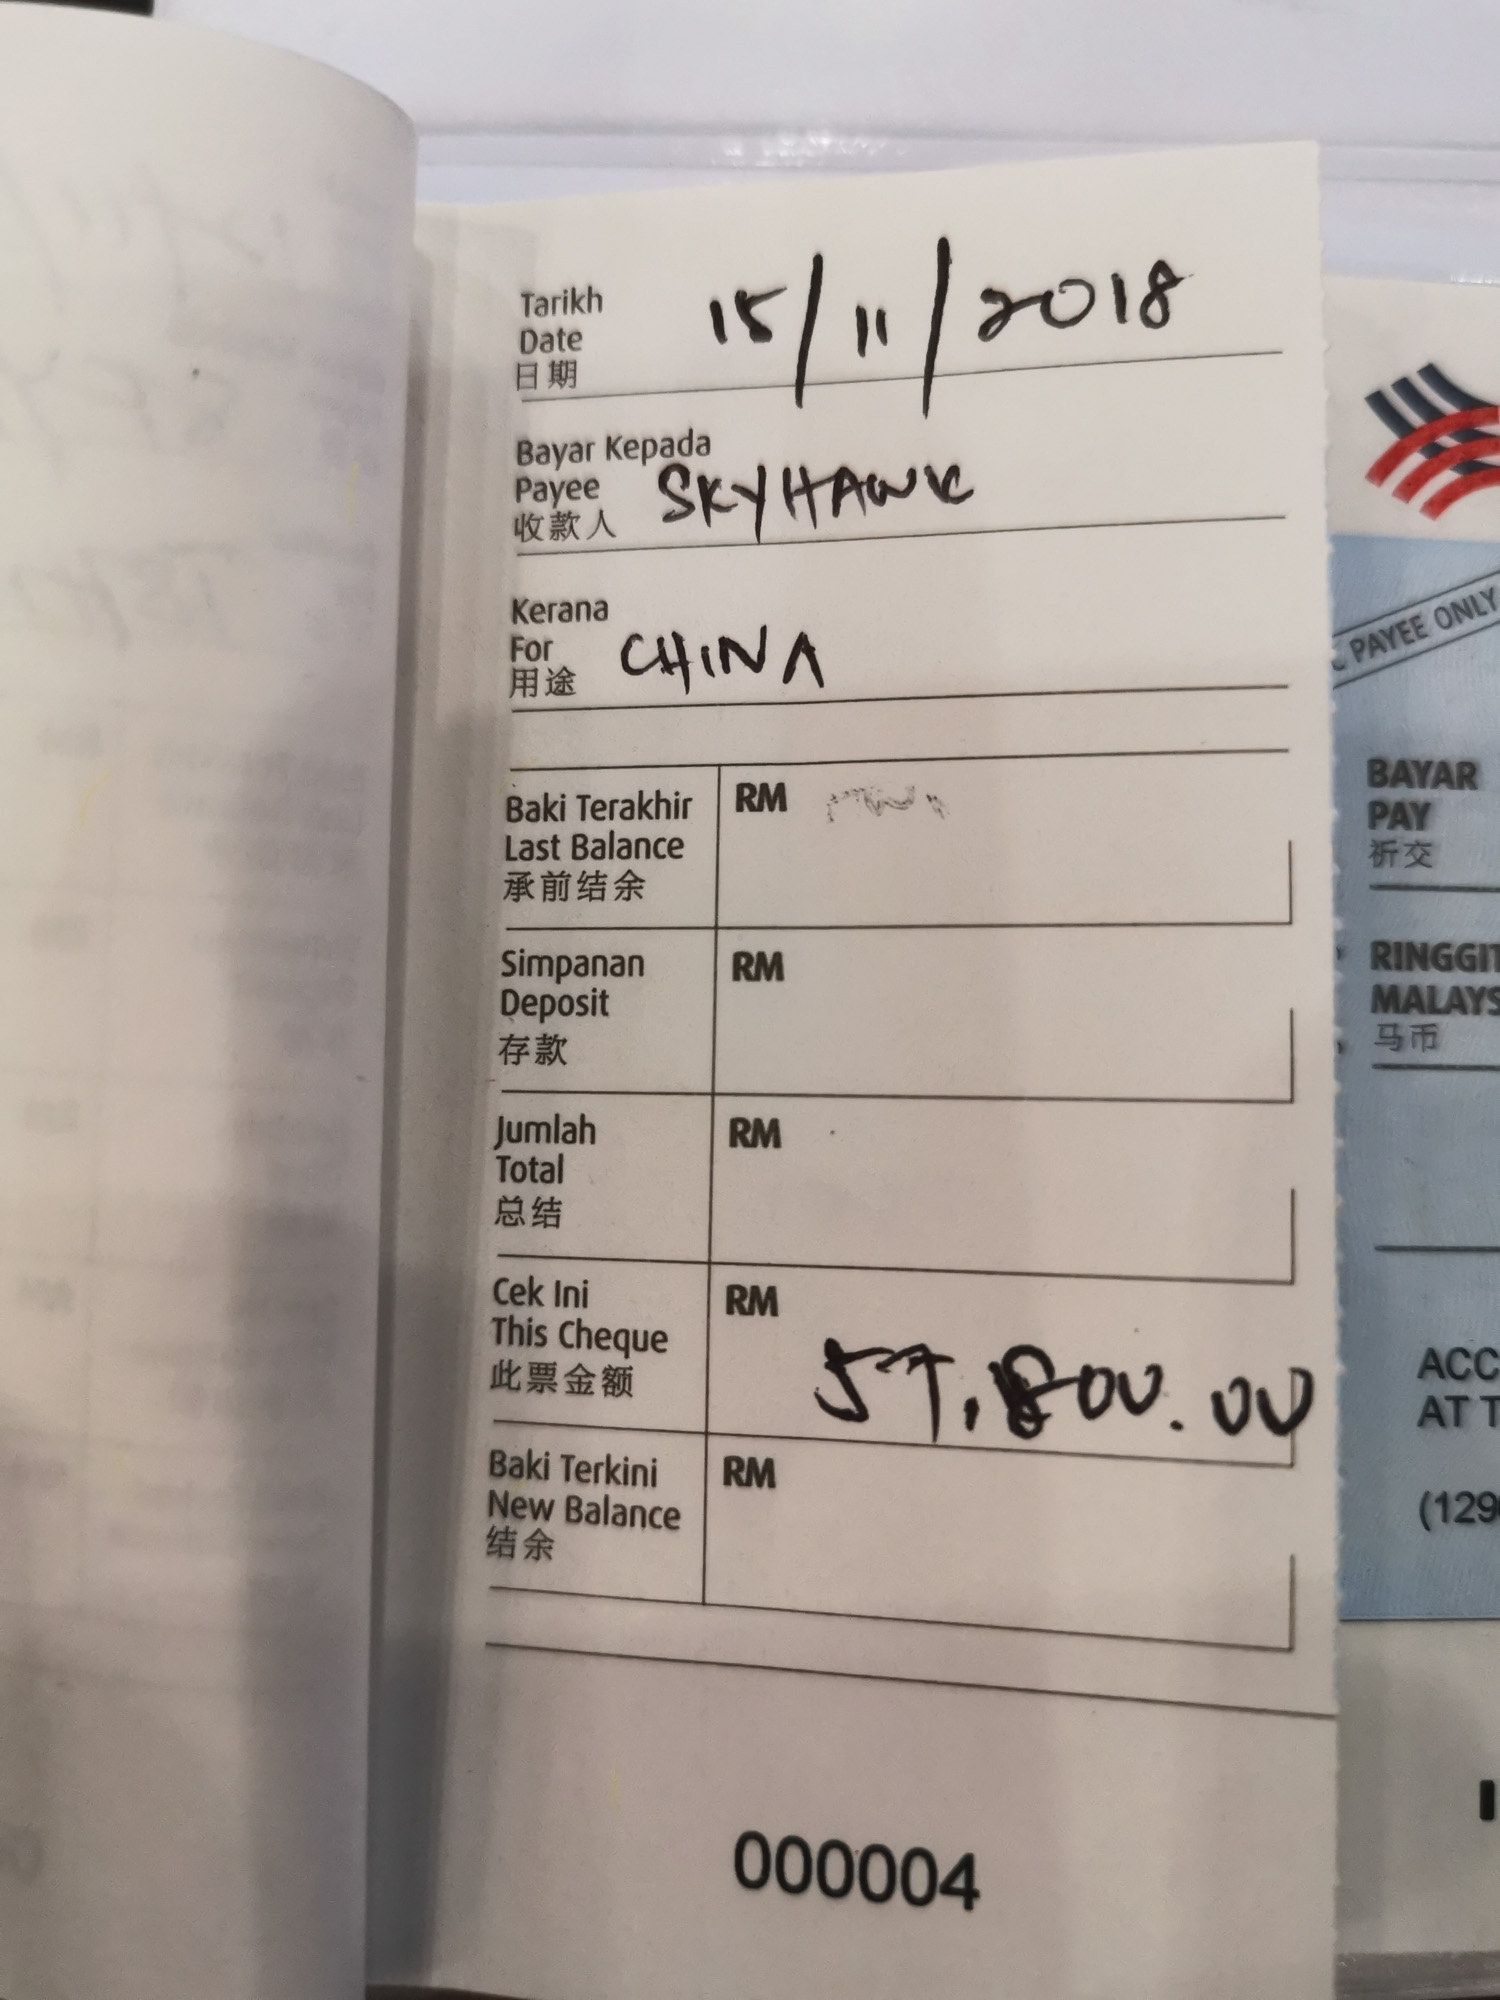 Tarikh
Date 15/11/2018
日期
Bayar Kepada
Payee SKYHAWK
收款人
Kerana
For CHINA
用途
Baki Terakhir RM
Last Balance
承前结余
Simpanan RM
Deposit
存款
Jumlah RM
Total
总结
Cek Ini RM
This Cheque
此票金额 57,800.00
Baki Terkini RM
New Balance
结余
000004
PAYEE ONLY
BAYAR
PAY
祈交
RINGGIT
MALAYS
马币
ACC
AT T
(129